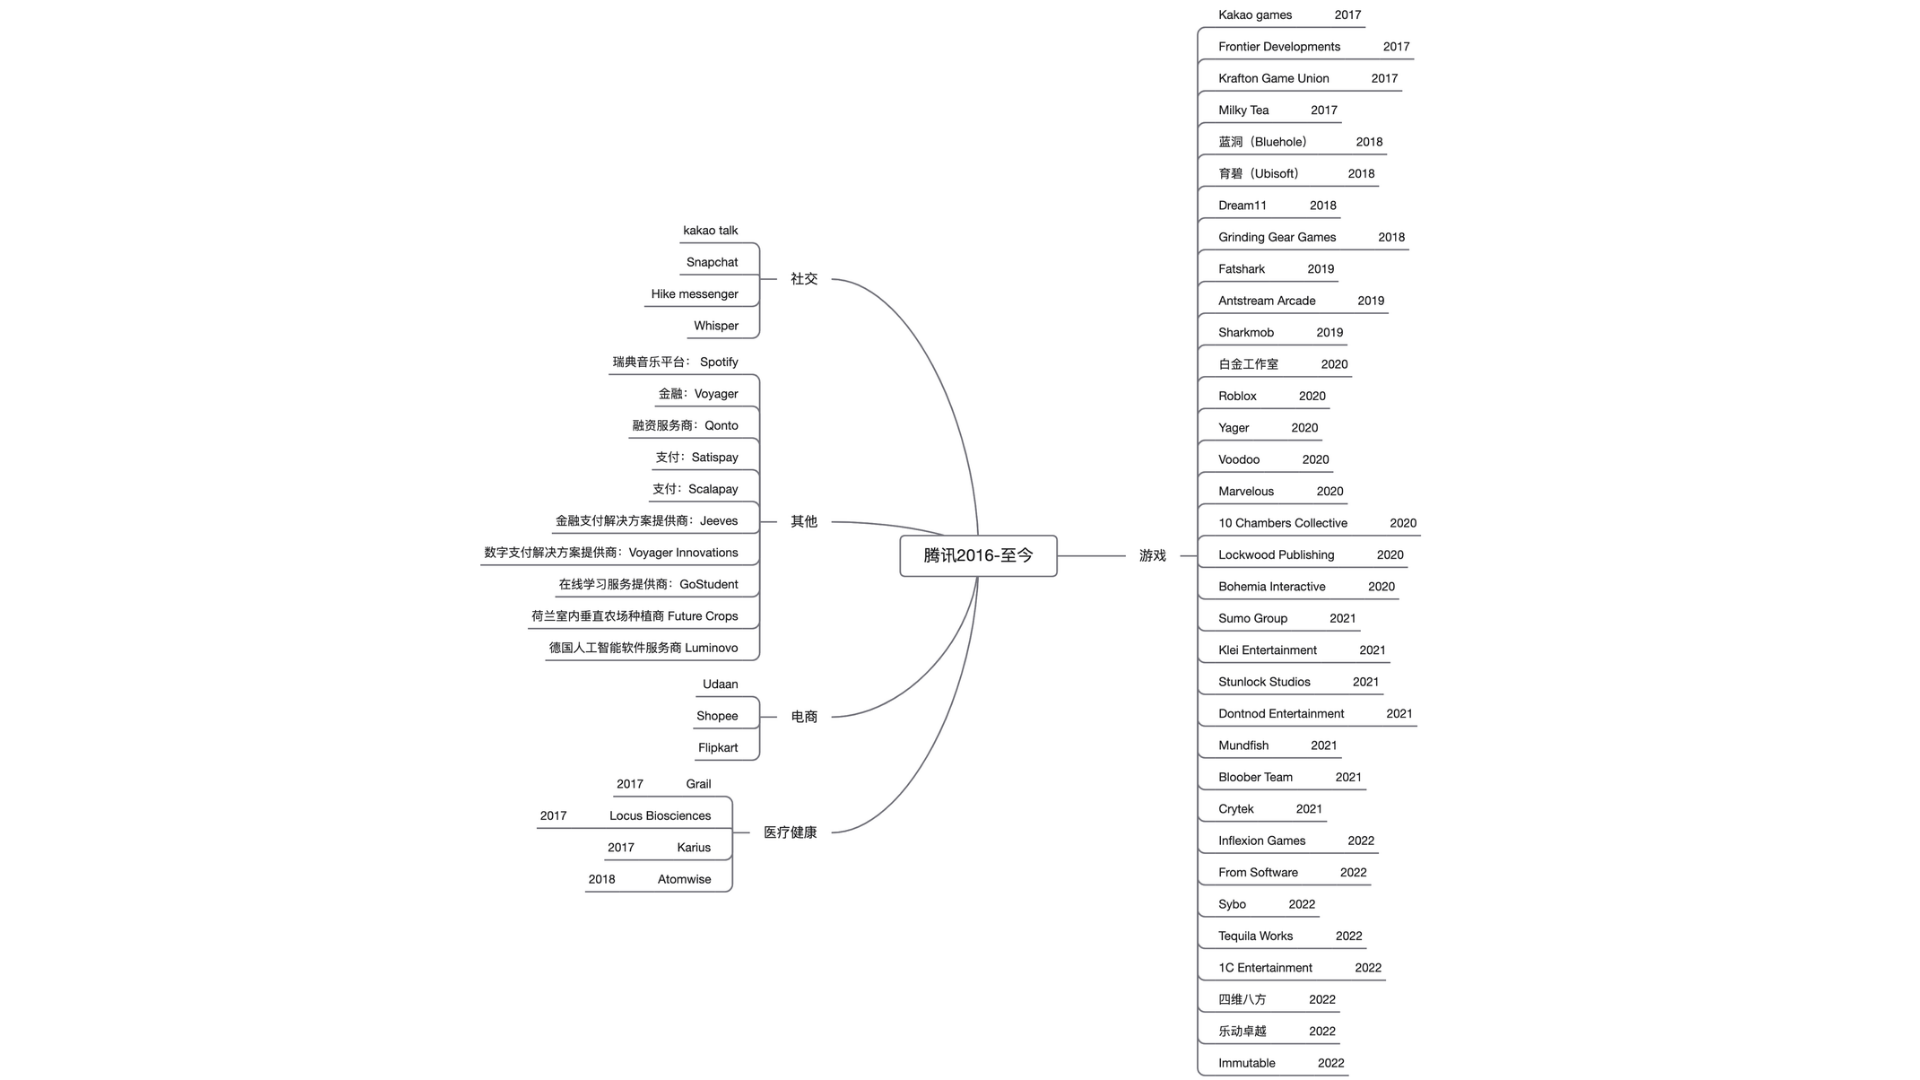 腾讯2016-至今
社交
kakao talk
Snapchat
Hike messenger
Whisper
其他
瑞典音乐平台： Spotify
金融：Voyager
融资服务商：Qonto
支付：Satispay
支付：Scalapay
金融支付解决方案提供商：Jeeves
数字支付解决方案提供商：Voyager Innovations
在线学习服务提供商：GoStudent
荷兰室内垂直农场种植商 Future Crops
德国人工智能软件服务商 Luminovo
电商
Udaan
Shopee
Flipkart
医疗健康
2017 Grail
2017 Locus Biosciences
2017 Karius
2018 Atomwise
游戏
Kakao games 2017
Frontier Developments 2017
Krafton Game Union 2017
Milky Tea 2017
蓝洞（Bluehole） 2018
育碧（Ubisoft） 2018
Dream11 2018
Grinding Gear Games 2018
Fatshark 2019
Antstream Arcade 2019
Sharkmob 2019
白金工作室 2020
Roblox 2020
Yager 2020
Voodoo 2020
Marvelous 2020
10 Chambers Collective 2020
Lockwood Publishing 2020
Bohemia Interactive 2020
Sumo Group 2021
Klei Entertainment 2021
Stunlock Studios 2021
Dontnod Entertainment 2021
Mundfish 2021
Bloober Team 2021
Crytek 2021
Inflexion Games 2022
From Software 2022
Sybo 2022
Tequila Works 2022
1C Entertainment 2022
四维八方 2022
乐动卓越 2022
Immutable 2022